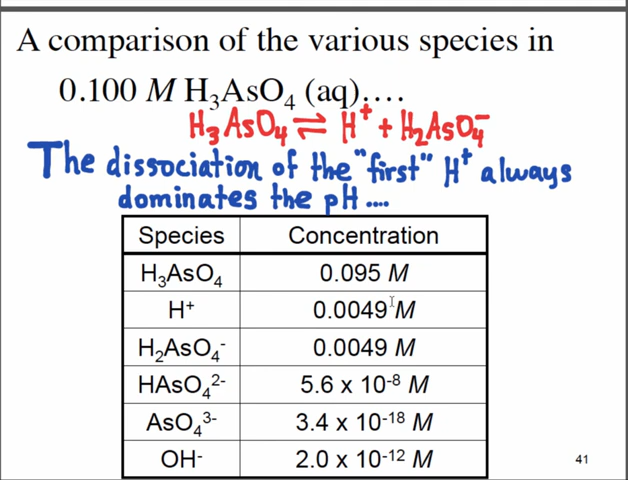 A comparison of the various species in
0.100 M H₃AsO₄ (aq)....
H₃AsO₄ ⇌ H⁺ + H₂AsO₄⁻
The dissociation of the "first" H⁺ always
dominates the pH ....
Species Concentration
H₃AsO₄ 0.095 M
H⁺ 0.0049 M
H₂AsO₄⁻ 0.0049 M
HAsO₄²⁻ 5.6 x 10⁻⁸ M
AsO₄³⁻ 3.4 x 10⁻¹⁸ M
OH⁻ 2.0 x 10⁻¹² M
41